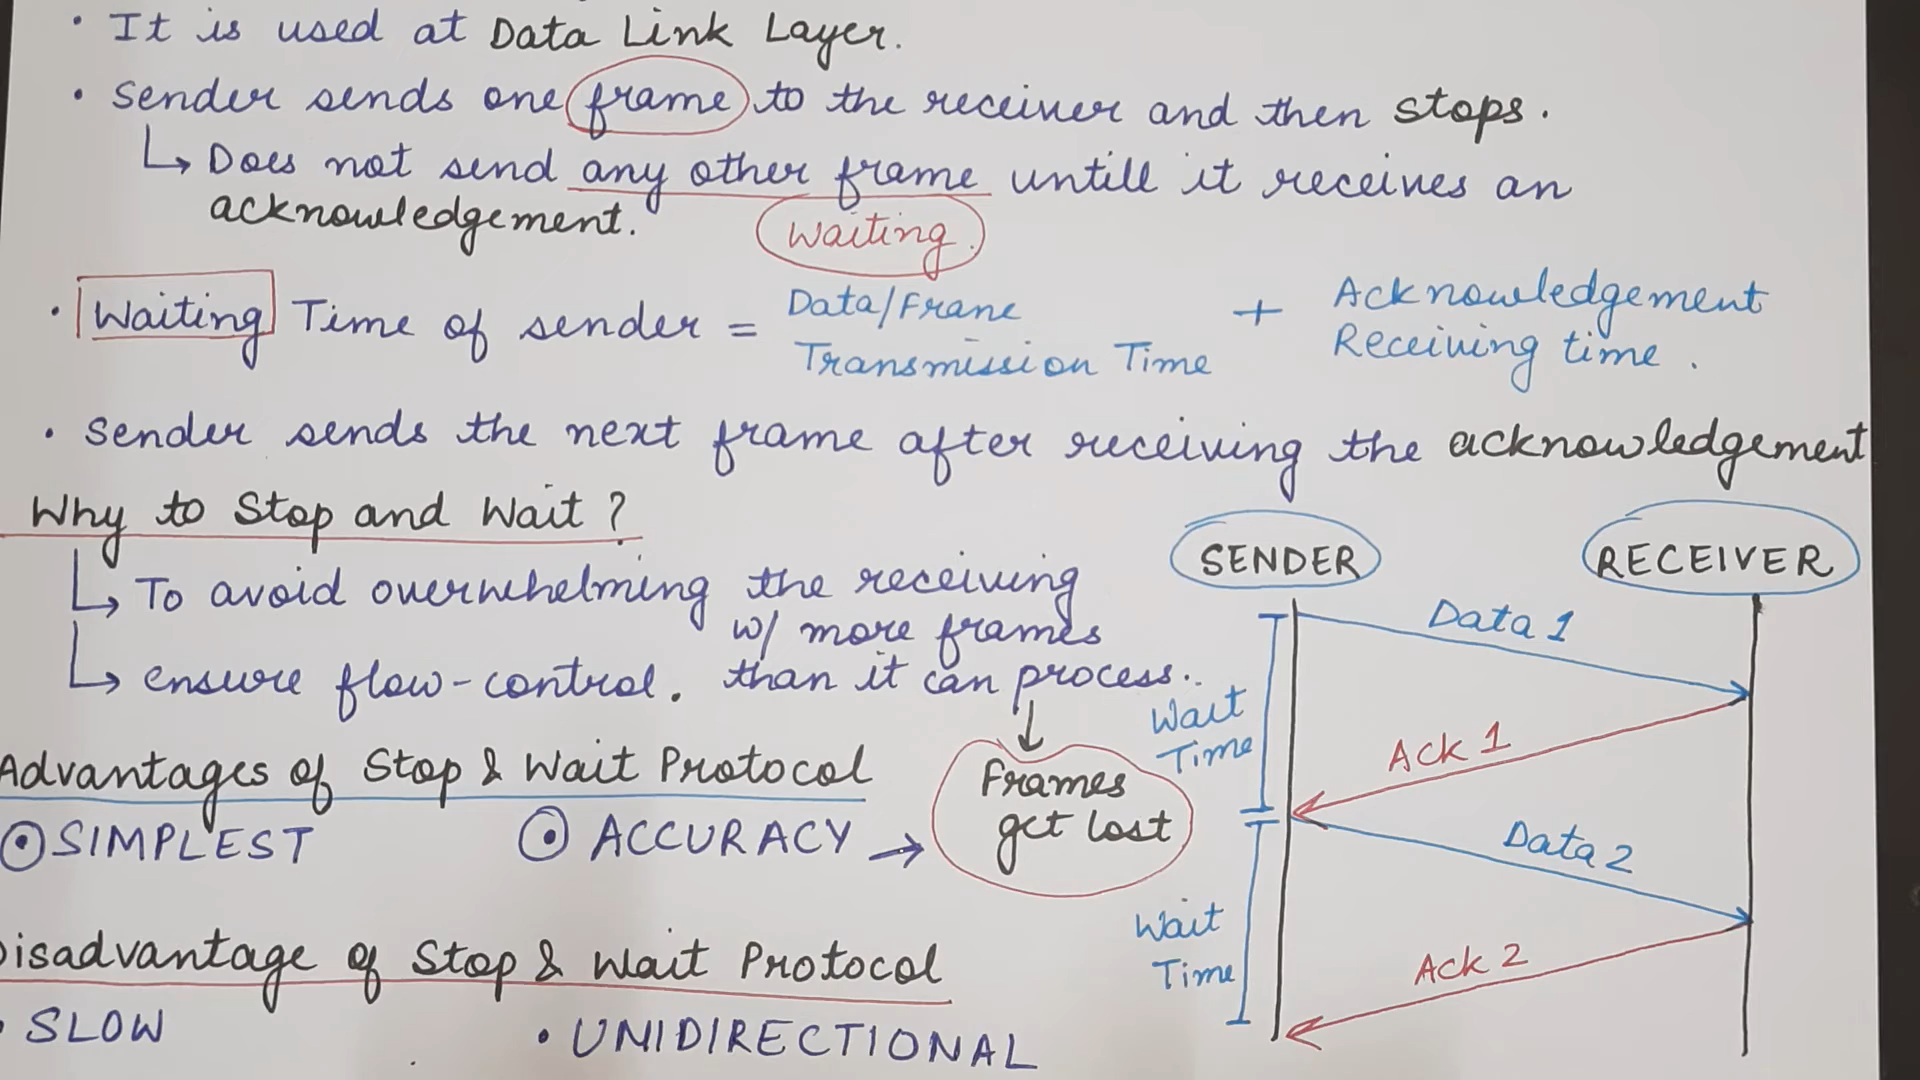 • It is used at Data Link Layer.
• Sender sends one frame to the receiver and then stops.
↳ Does not send any other frame untill it receives an
acknowledgement.
Waiting.
• Waiting Time of sender = Data/Frane Transmission Time + Acknowledgement Receiving time.
• Sender sends the next frame after receiving the acknowledgement
Why to Stop and Wait?
↳ To avoid overwhelming the receiving
w/ more frames
than it can process..
↳ ensure flow-control.
Frames
get lost
Advantages of Stop & Wait Protocol
⊙ SIMPLEST
⊙ ACCURACY →
Disadvantage of Stop & Wait Protocol
• SLOW
• UNIDIRECTIONAL
SENDER
RECEIVER
Data 1
Wait
Time
Ack 1
Data 2
Wait
Time
Ack 2